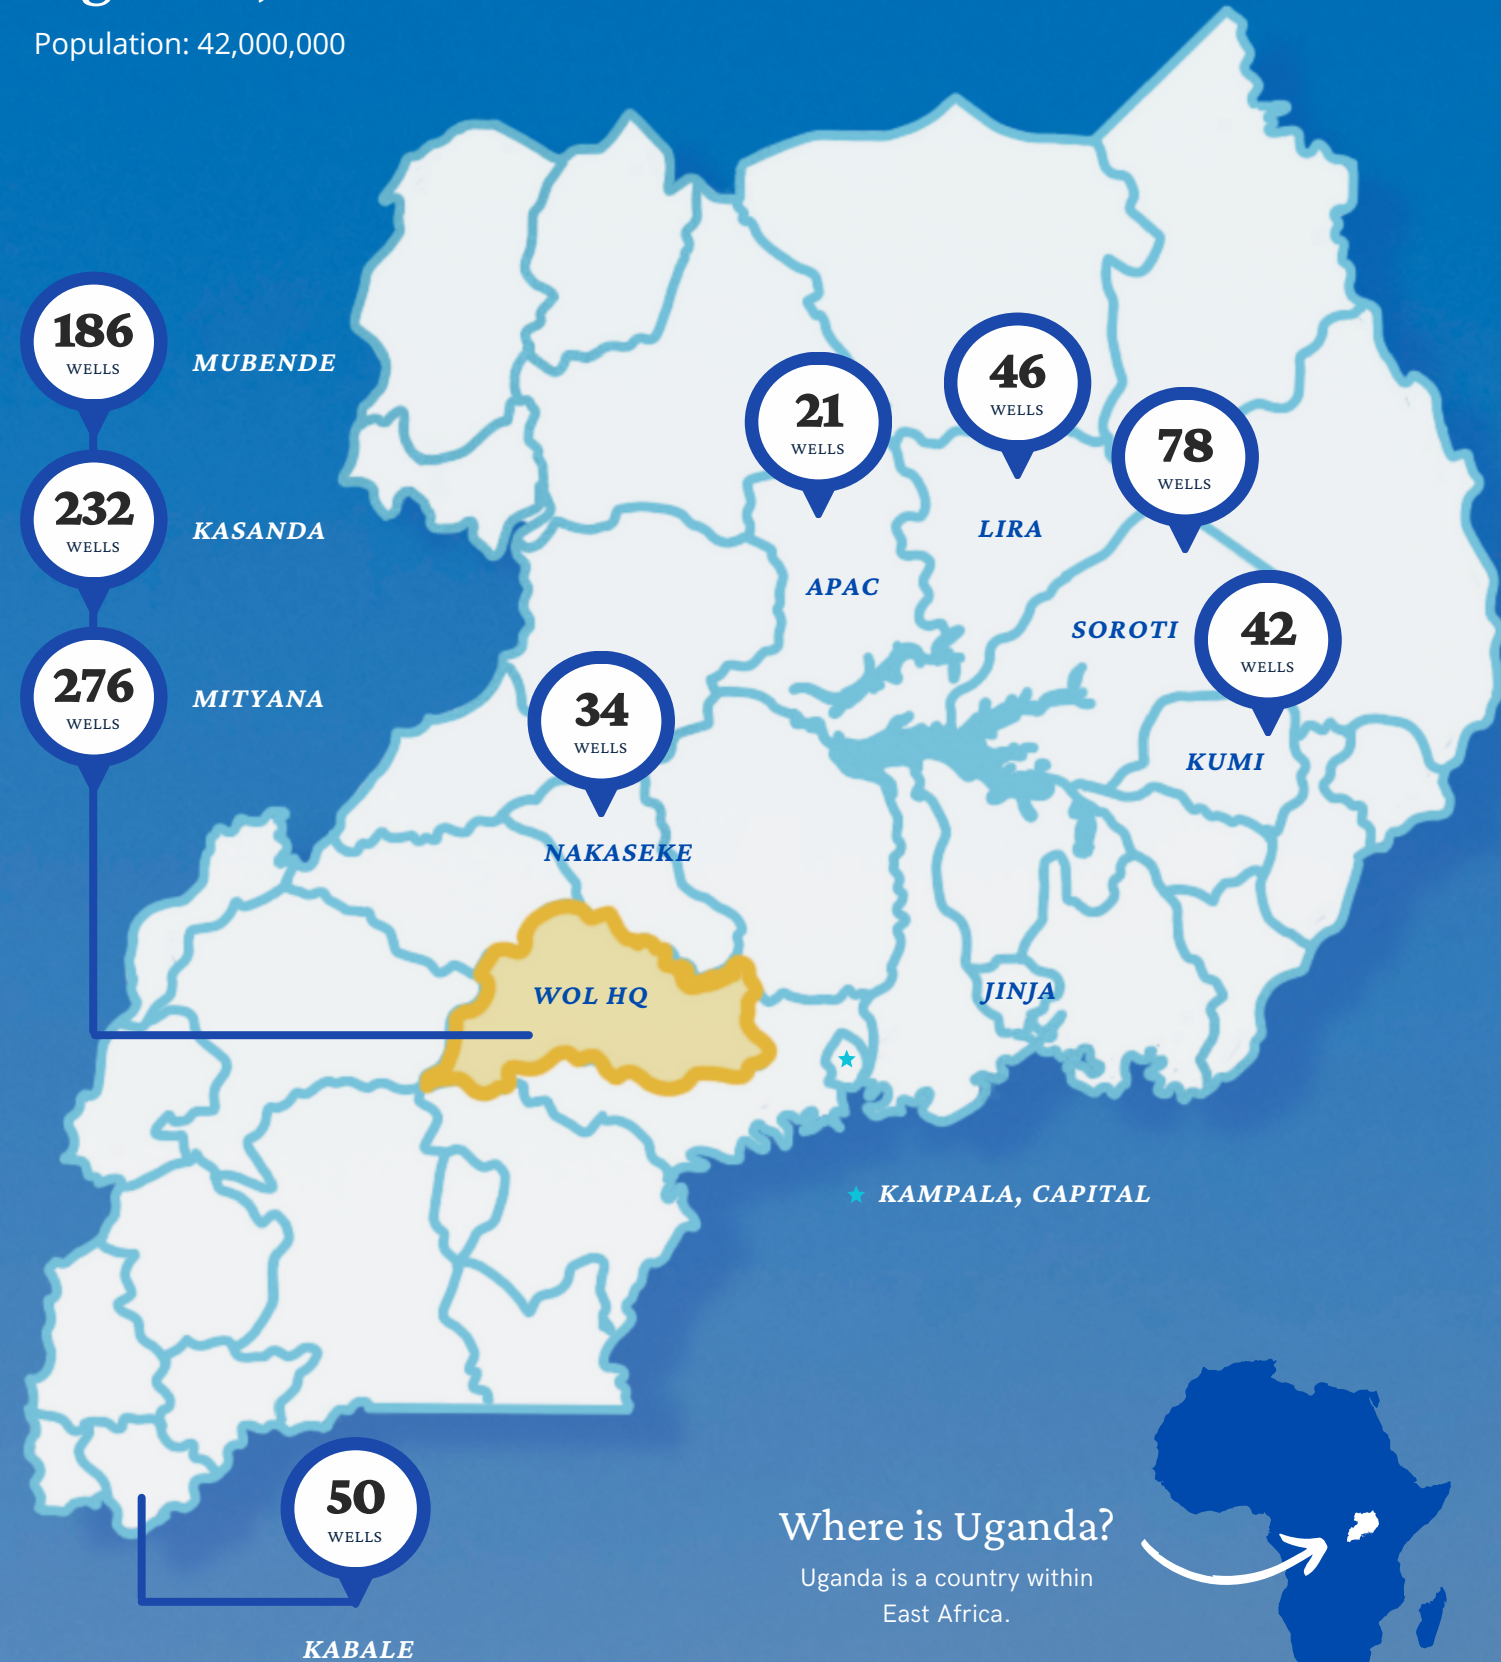 Population: 42,000,000
186
WELLS
MUBENDE
232
WELLS
KASANDA
276
WELLS
MITYANA
21
WELLS
APAC
46
WELLS
LIRA
78
WELLS
SOROTI
42
WELLS
KUMI
34
WELLS
NAKASEKE
WOL HQ
JINJA
KAMPALA, CAPITAL
50
WELLS
KABALE
Where is Uganda?
Uganda is a country within
East Africa.